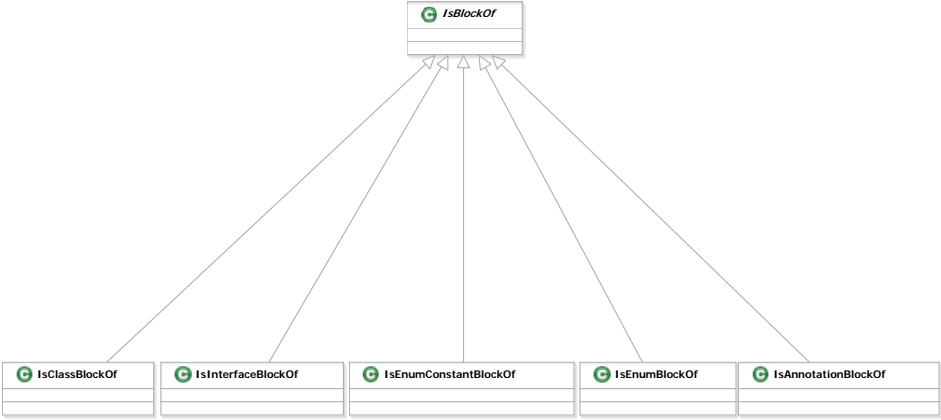 C IsBlockOf
C IsClassBlockOf
C IsInterfaceBlockOf
C IsEnumConstantBlockOf
C IsEnumBlockOf
C IsAnnotationBlockOf